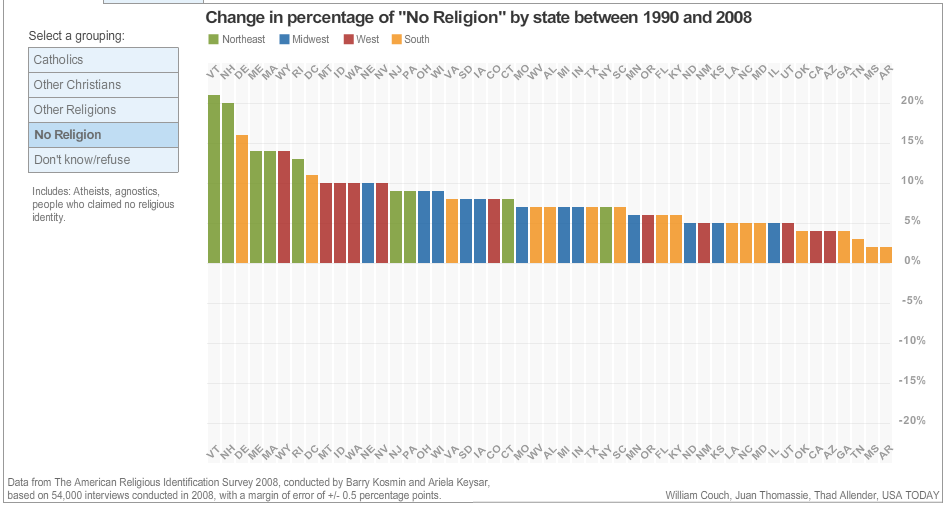 Change in percentage of "No Religion" by state between 1990 and 2008
Select a grouping:
Northeast Midwest West South
Catholics
Other Christians
Other Religions
No Religion
Don't know/refuse
Includes: Atheists, agnostics,
people who claimed no religious
identity.
VT NH DE ME MA WY RI DC MT ID WA NE NV NJ PA OH WI VA SD IA CO CT MO WV AL MI IN TX NY SC MN OR FL KY ND NM KS LA NC MD IL UT OK CA AZ GA TN MS AR
20%
15%
10%
5%
0%
-5%
-10%
-15%
-20%
VT NH DE ME MA WY RI DC MT ID WA NE NV NJ PA OH WI VA SD IA CO CT MO WV AL MI IN TX NY SC MN OR FL KY ND NM KS LA NC MD IL UT OK CA AZ GA TN MS AR
Data from The American Religious Identification Survey 2008, conducted by Barry Kosmin and Ariela Keysar,
based on 54,000 interviews conducted in 2008, with a margin of error of +/- 0.5 percentage points.
William Couch, Juan Thomassie, Thad Allender, USA TODAY